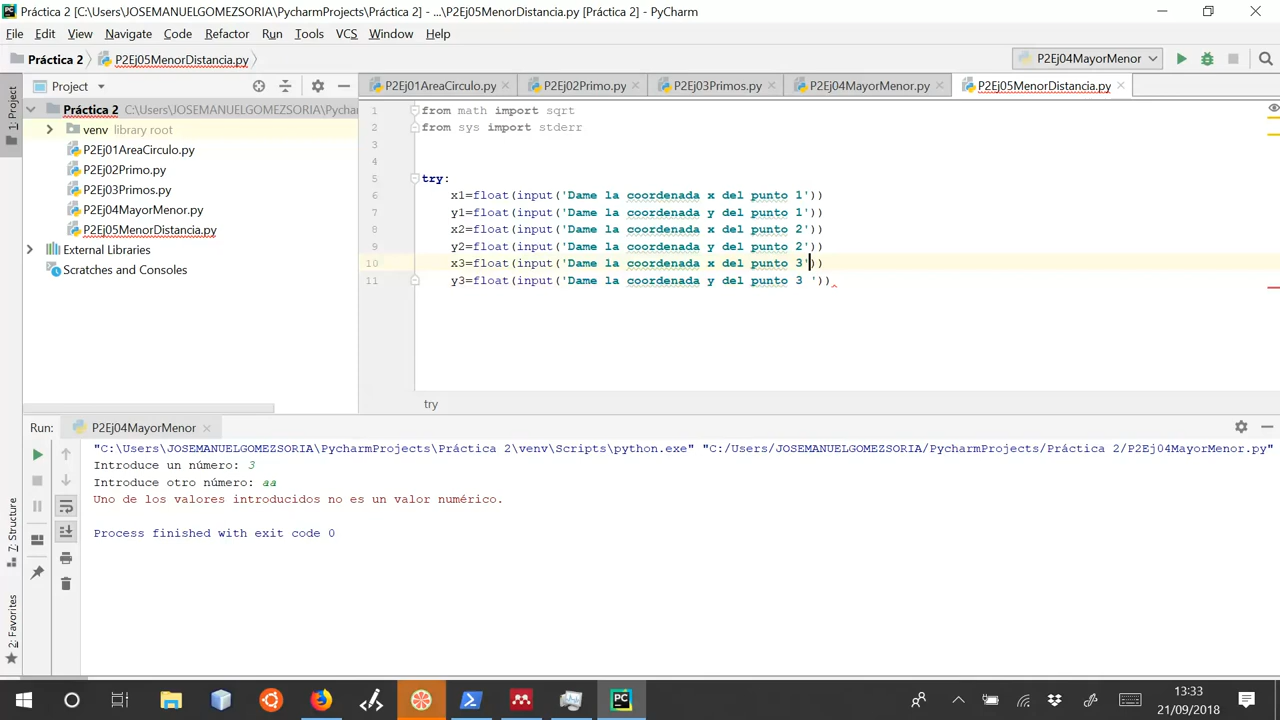 Práctica 2 [C:\Users\JOSEMANUELGOMEZSORIA\PycharmProjects\Práctica 2] - ...\P2Ej05MenorDistancia.py [Práctica 2] - PyCharm
File Edit View Navigate Code Refactor Run Tools VCS Window Help
Práctica 2 P2Ej05MenorDistancia.py P2Ej04MayorMenor
Project P2Ej01AreaCirculo.py P2Ej02Primo.py P2Ej03Primos.py P2Ej04MayorMenor.py P2Ej05MenorDistancia.py
1: Project
Práctica 2 C:\Users\JOSEMANUELGOMEZSORIA\Pycharm
venv library root
P2Ej01AreaCirculo.py
P2Ej02Primo.py
P2Ej03Primos.py
P2Ej04MayorMenor.py
P2Ej05MenorDistancia.py
External Libraries
Scratches and Consoles
1 from math import sqrt
2 from sys import stderr
3
4
5 try:
6 x1=float(input('Dame la coordenada x del punto 1'))
7 y1=float(input('Dame la coordenada y del punto 1'))
8 x2=float(input('Dame la coordenada x del punto 2'))
9 y2=float(input('Dame la coordenada y del punto 2'))
10 x3=float(input('Dame la coordenada x del punto 3'))
11 y3=float(input('Dame la coordenada y del punto 3 '))
try
Run: P2Ej04MayorMenor
"C:\Users\JOSEMANUELGOMEZSORIA\PycharmProjects\Práctica 2\venv\Scripts\python.exe" "C:/Users/JOSEMANUELGOMEZSORIA/PycharmProjects/Práctica 2/P2Ej04MayorMenor.py"
Introduce un número: 3
Introduce otro número: aa
Uno de los valores introducidos no es un valor numérico.
Process finished with exit code 0
7: Structure
2: Favorites
PC
13:33
21/09/2018